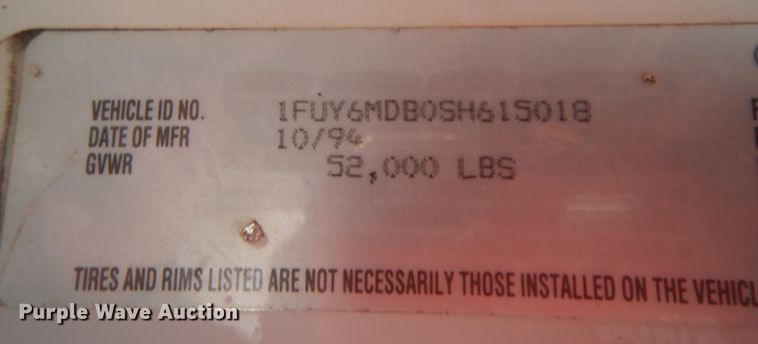 VEHICLE ID NO. 1FUY6MDB0SH615018
DATE OF MFR 10/94
GVWR 52,000 LBS
TIRES AND RIMS LISTED ARE NOT NECESSARILY THOSE INSTALLED ON THE VEHICL
Purple Wave Auction